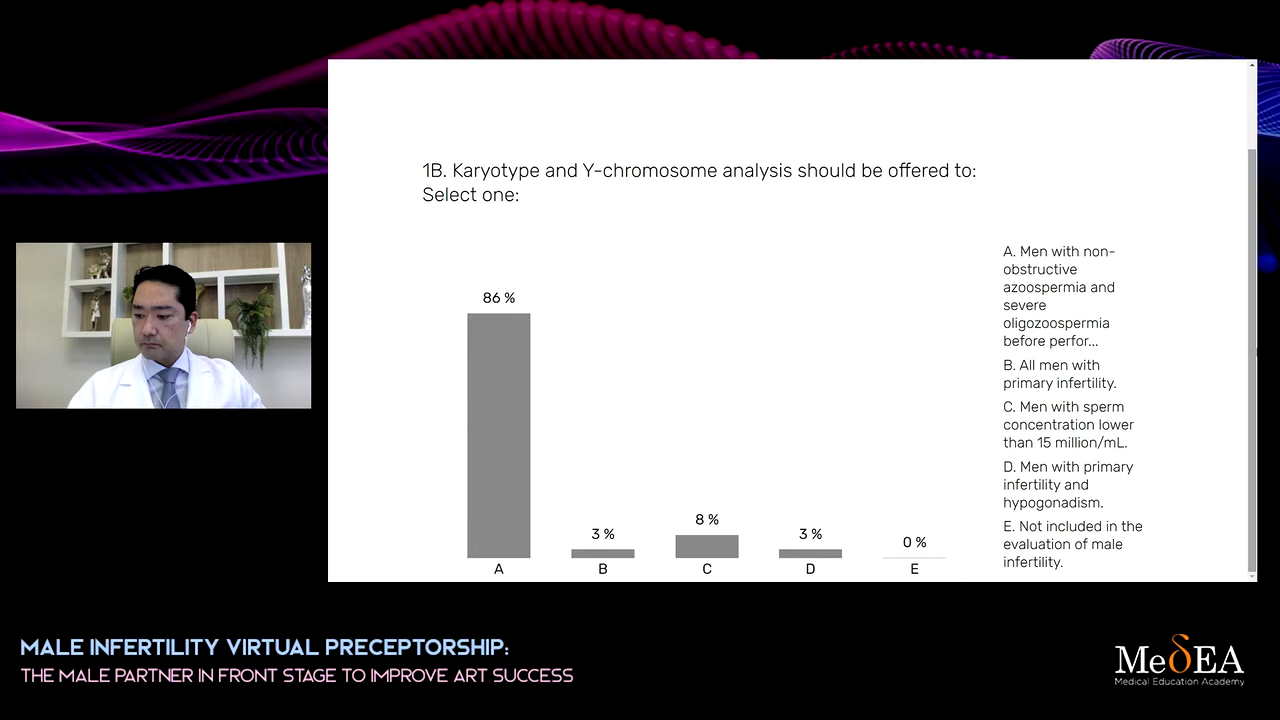 1B. Karyotype and Y-chromosome analysis should be offered to:
Select one:
86 %
3 %
8 %
3 %
0 %
A
B
C
D
E
A. Men with non-
obstructive
azoospermia and
severe
oligozoospermia
before perfor...
B. All men with
primary infertility.
C. Men with sperm
concentration lower
than 15 million/mL.
D. Men with primary
infertility and
hypogonadism.
E. Not included in the
evaluation of male
infertility.
MALE INFERTILITY VIRTUAL PRECEPTORSHIP:
THE MALE PARTNER IN FRONT STAGE TO IMPROVE ART SUCCESS
MeδEA
Medical Education Academy